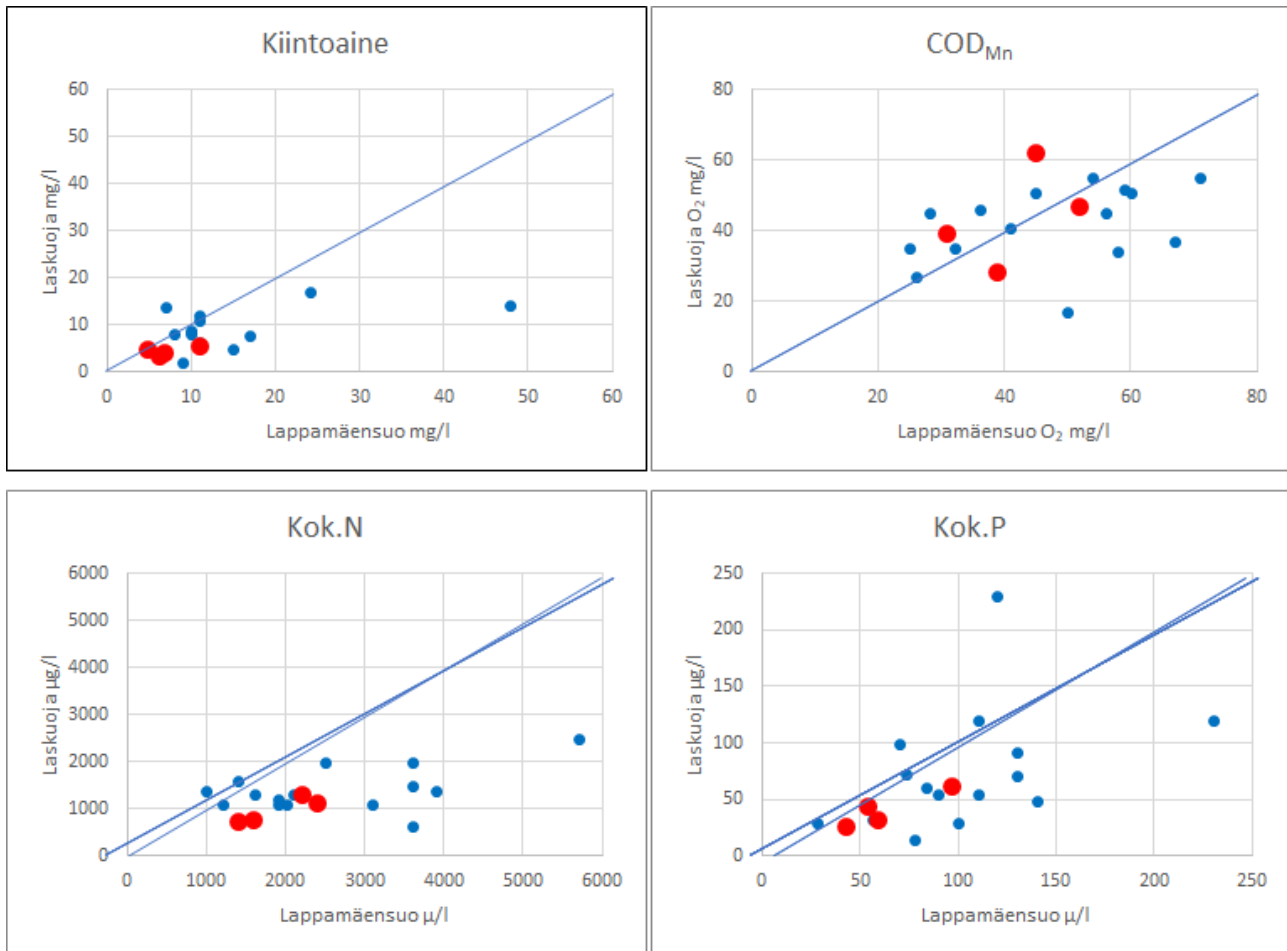 Kiintoaine
60
50
40
30
20
10
0
Laskuoja mg/l
0 10 20 30 40 50 60
Lappamäensuo mg/l
COD Mn
80
60
40
20
0
Laskuoja O2 mg/l
0 20 40 60 80
Lappamäensuo O2 mg/l
Kok.N
6000
5000
4000
3000
2000
1000
0
Laskuoja µg/l
0 1000 2000 3000 4000 5000 6000
Lappamäensuo µ/l
Kok.P
250
200
150
100
50
0
Laskuoja µg/l
0 50 100 150 200 250
Lappamäensuo µ/l